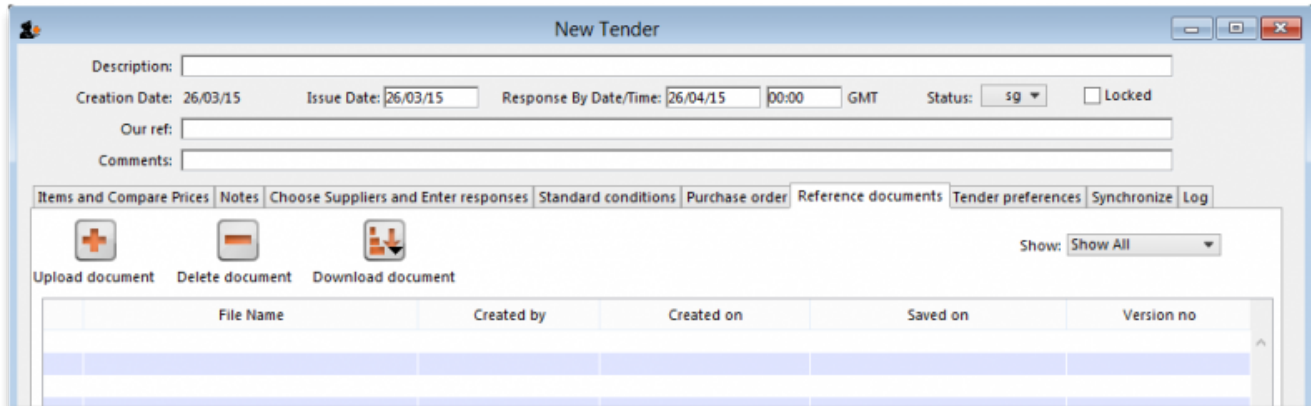 New Tender
Description:
Creation Date: 26/03/15 Issue Date: 26/03/15 Response By Date/Time: 26/04/15 00:00 GMT Status: sg Locked
Our ref:
Comments:
Items and Compare Prices Notes Choose Suppliers and Enter responses Standard conditions Purchase order Reference documents Tender preferences Synchronize Log
Show: Show All
Upload document Delete document Download document
File Name Created by Created on Saved on Version no